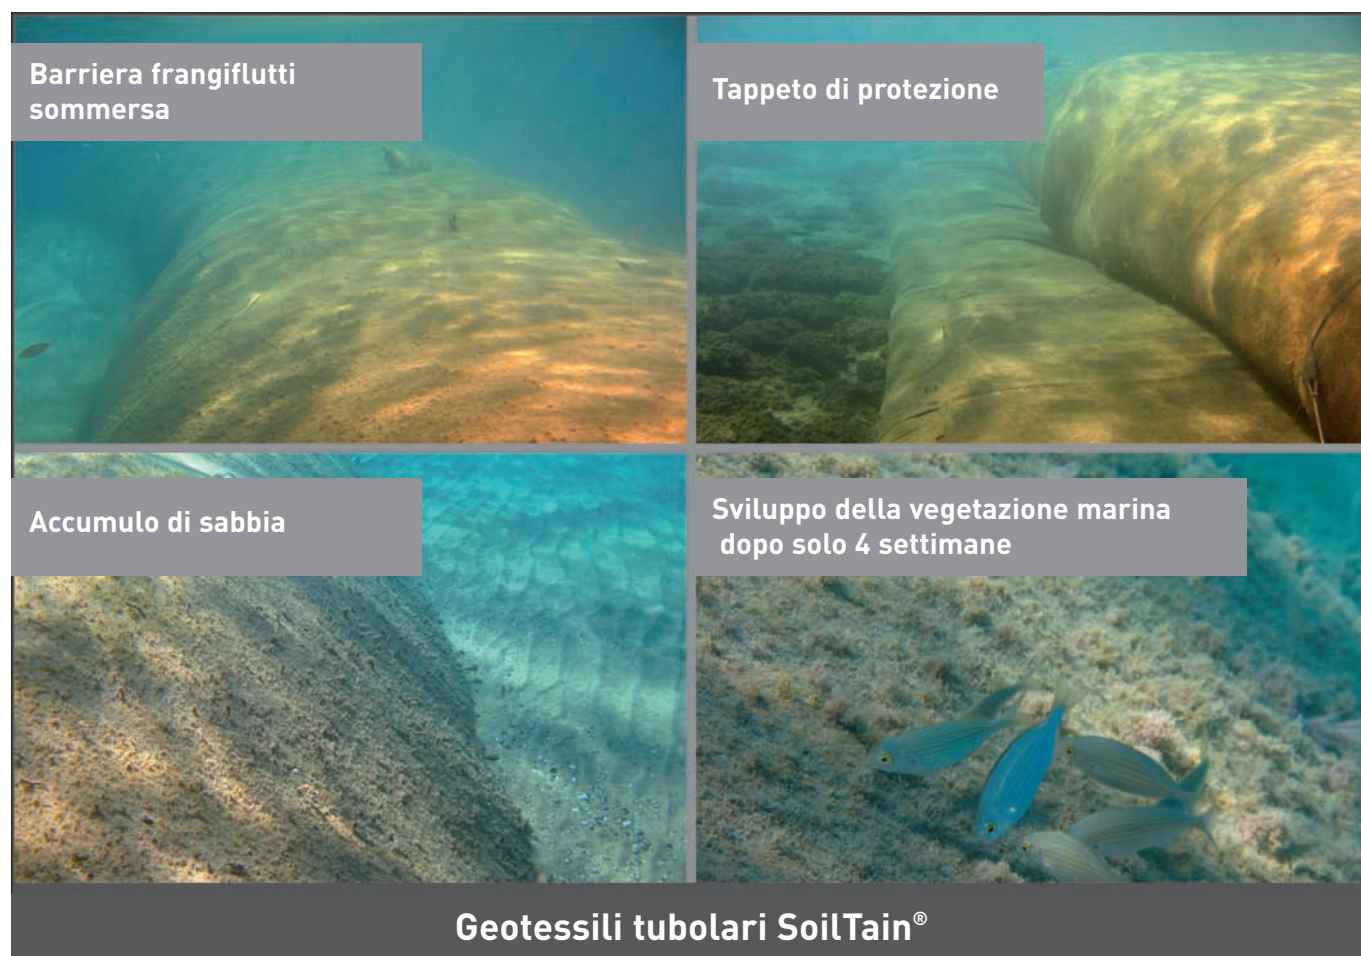 Barriera frangiflutti
sommersa
Tappeto di protezione
Accumulo di sabbia
Sviluppo della vegetazione marina
dopo solo 4 settimane
Geotessili tubolari SoilTain®